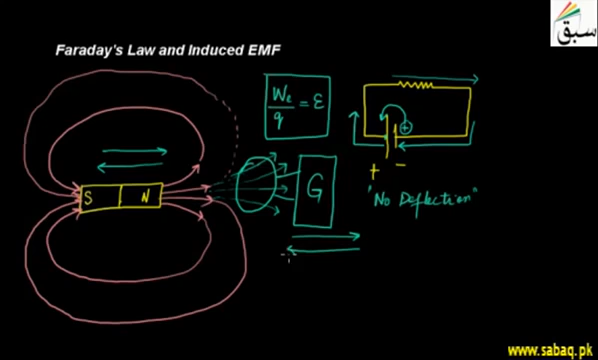 سبق
Faraday's Law and Induced EMF
We/q = ε
S N
G
+ −
"No Deflection"
www.sabaq.pk